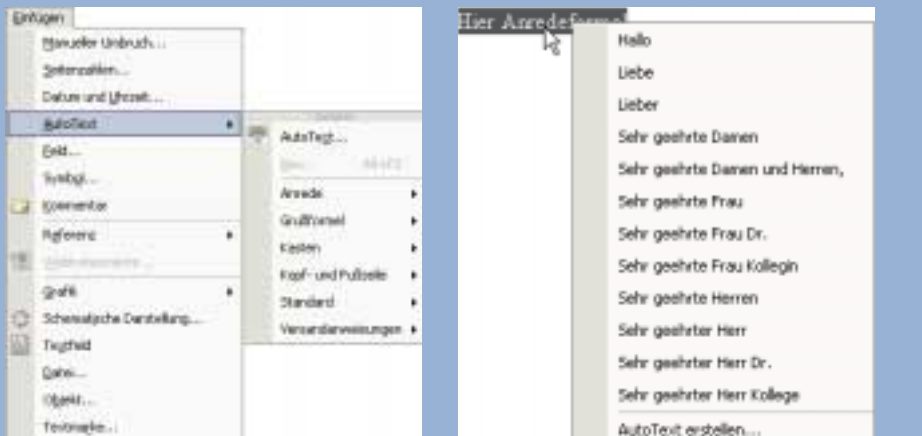 Einfügen
Manueller Umbruch...
Seitenzahlen...
Datum und Uhrzeit...
AutoText
Feld...
Symbol...
Kommentar
Referenz
Grafik
Schematische Darstellung...
Textfeld
Datei...
Objekt...
Textmarke...
AutoText...
Anrede
Grußformel
Kästen
Kopf- und Fußzeile
Standard
Versandanweisungen
Hier Anredeformel
Hallo
Liebe
Lieber
Sehr geehrte Damen
Sehr geehrte Damen und Herren,
Sehr geehrte Frau
Sehr geehrte Frau Dr.
Sehr geehrte Frau Kollegin
Sehr geehrte Herren
Sehr geehrter Herr
Sehr geehrter Herr Dr.
Sehr geehrter Herr Kollege
AutoText erstellen...